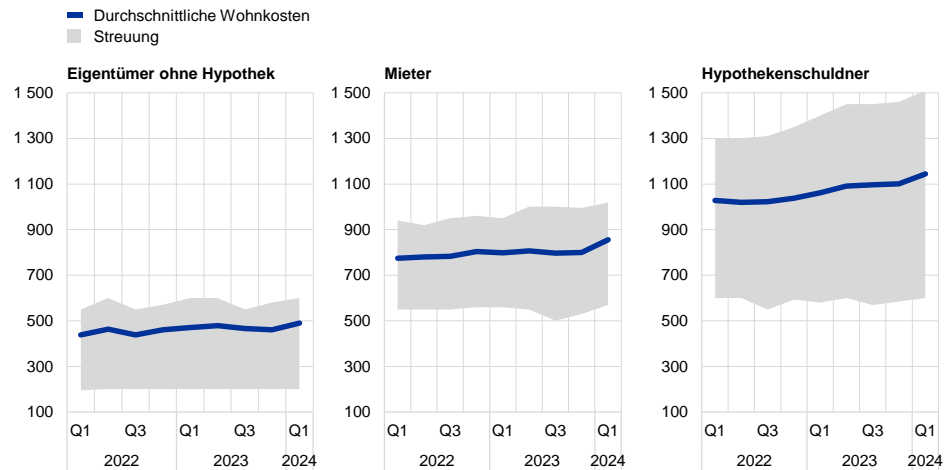 Durchschnittliche Wohnkosten
Streuung
Eigentümer ohne Hypothek
1 500
1 300
1 100
900
700
500
300
100
Q1 Q3 Q1 Q3 Q1
2022 2023 2024
Mieter
1 500
1 300
1 100
900
700
500
300
100
Q1 Q3 Q1 Q3 Q1
2022 2023 2024
Hypothekenschuldner
1 500
1 300
1 100
900
700
500
300
100
Q1 Q3 Q1 Q3 Q1
2022 2023 2024